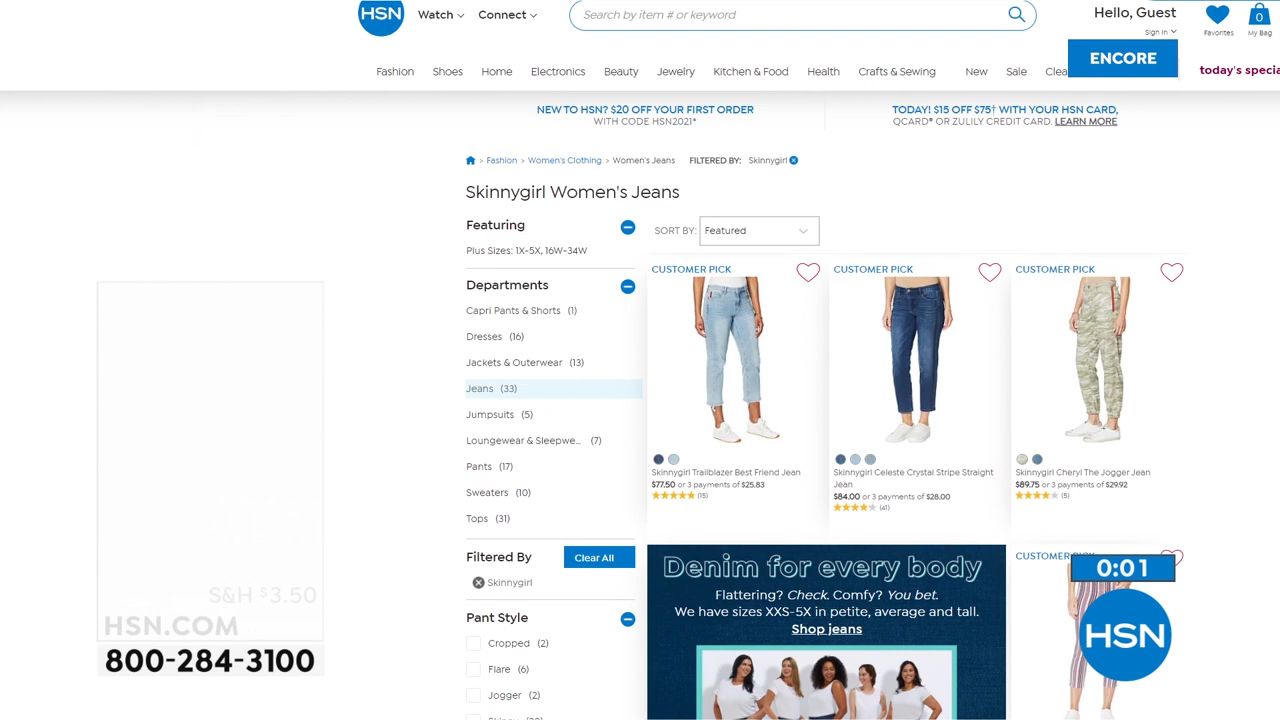 HSN
Watch
Connect
Search by item # or keyword
Hello, Guest
Sign In
Favorites
0
My Bag
Fashion
Shoes
Home
Electronics
Beauty
Jewelry
Kitchen & Food
Health
Crafts & Sewing
New
Sale
Clea
ENCORE
today's specia
NEW TO HSN? $20 OFF YOUR FIRST ORDER
WITH CODE HSN2021*
TODAY! $15 OFF $75† WITH YOUR HSN CARD,
QCARD® OR ZULILY CREDIT CARD. LEARN MORE
> Fashion > Women's Clothing > Women's Jeans
FILTERED BY: Skinnygirl
Skinnygirl Women's Jeans
Featuring
Plus Sizes: 1X-5X, 16W-34W
Departments
Capri Pants & Shorts (1)
Dresses (16)
Jackets & Outerwear (13)
Jeans (33)
Jumpsuits (5)
Loungewear & Sleepwe... (7)
Pants (17)
Sweaters (10)
Tops (31)
Filtered By
Clear All
Skinnygirl
Pant Style
Cropped (2)
Flare (6)
Jogger (2)
SORT BY: Featured
CUSTOMER PICK
Skinnygirl Trailblazer Best Friend Jean
$77.50 or 3 payments of $25.83
(15)
CUSTOMER PICK
Skinnygirl Celeste Crystal Stripe Straight
Jean
$84.00 or 3 payments of $28.00
(41)
CUSTOMER PICK
Skinnygirl Cheryl The Jogger Jean
$89.75 or 3 payments of $29.92
(5)
Denim for every body
Flattering? Check. Comfy? You bet.
We have sizes XXS-5X in petite, average and tall.
Shop jeans
CUSTOMER PICK
0:01
HSN
S&H $3.50
HSN.COM
800-284-3100